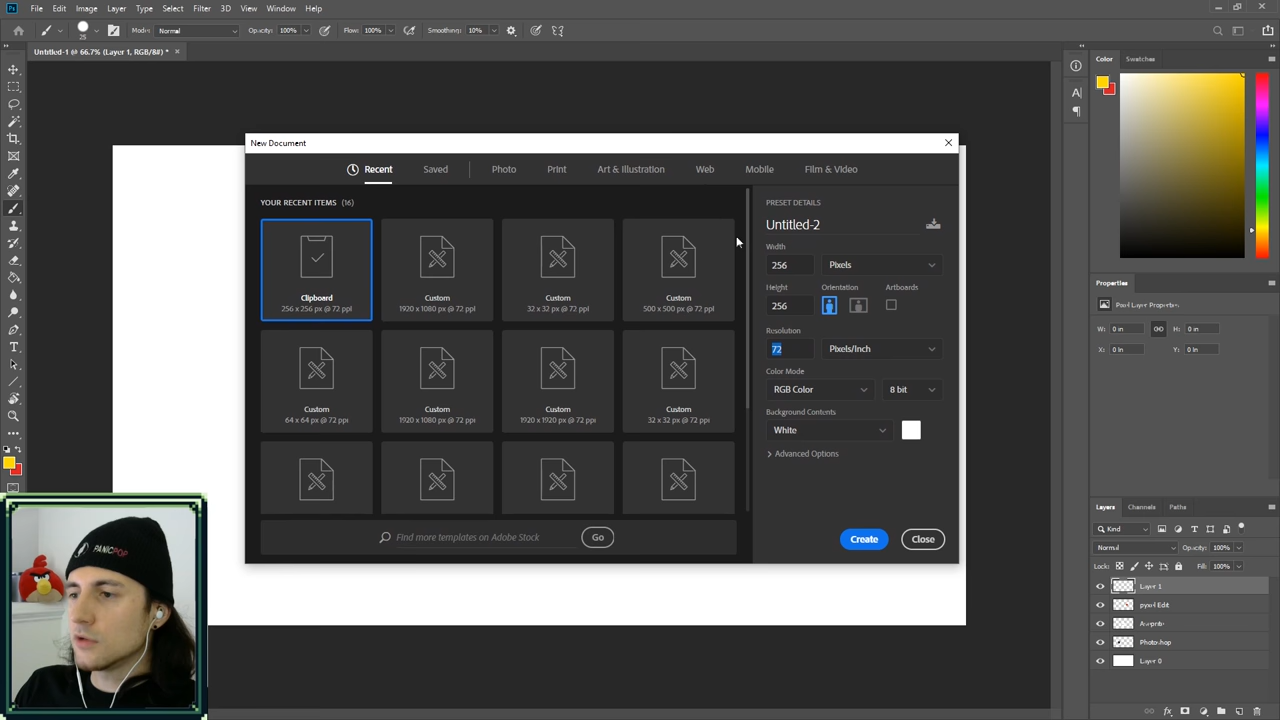 Ps File Edit Image Layer Type Select Filter 3D View Window Help
25 Mode: Normal Opacity: 100% Flow: 100% Smoothing: 10%
Untitled-1 @ 66.7% (Layer 1, RGB/8#) * ×
New Document
Recent Saved Photo Print Art & Illustration Web Mobile Film & Video
YOUR RECENT ITEMS (16)
Clipboard
256 x 256 px @ 72 ppi
Custom
1920 x 1080 px @ 72 ppi
Custom
32 x 32 px @ 72 ppi
Custom
500 x 500 px @ 72 ppi
Custom
64 x 64 px @ 72 ppi
Custom
1920 x 1080 px @ 72 ppi
Custom
1920 x 1920 px @ 72 ppi
Custom
32 x 32 px @ 72 ppi
Find more templates on Adobe Stock Go
PRESET DETAILS
Untitled-2
Width
256 Pixels
Height Orientation Artboards
256
Resolution
72 Pixels/Inch
Color Mode
RGB Color 8 bit
Background Contents
White
Advanced Options
Create Close
Color Swatches
Properties
Pixel Layer Properties
W: 0 in H: 0 in
X: 0 in Y: 0 in
Layers Channels Paths
Kind
Normal Opacity: 100%
Lock: Fill: 100%
Layer 1
pyxel Edit
Aseprite
Photoshop
Layer 0
PANICPOP